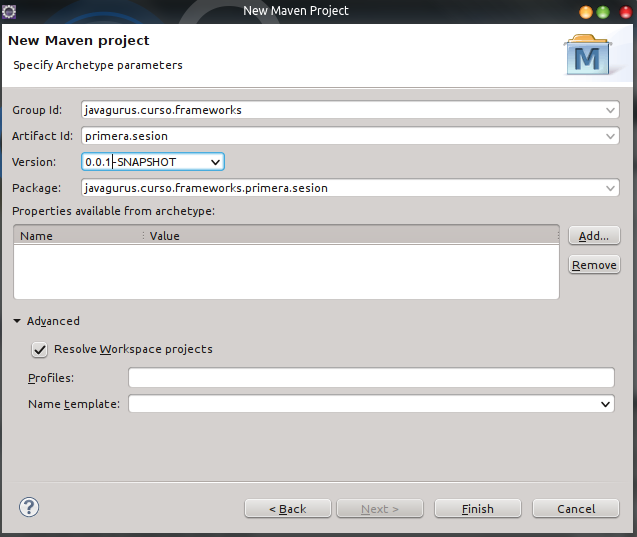 New Maven Project
New Maven project
Specify Archetype parameters
M
Group Id: javagurus.curso.frameworks
Artifact Id: primera.sesion
Version: 0.0.1-SNAPSHOT
Package: javagurus.curso.frameworks.primera.sesion
Properties available from archetype:
Name Value
Add...
Remove
Advanced
Resolve Workspace projects
Profiles:
Name template:
? < Back Next > Finish Cancel